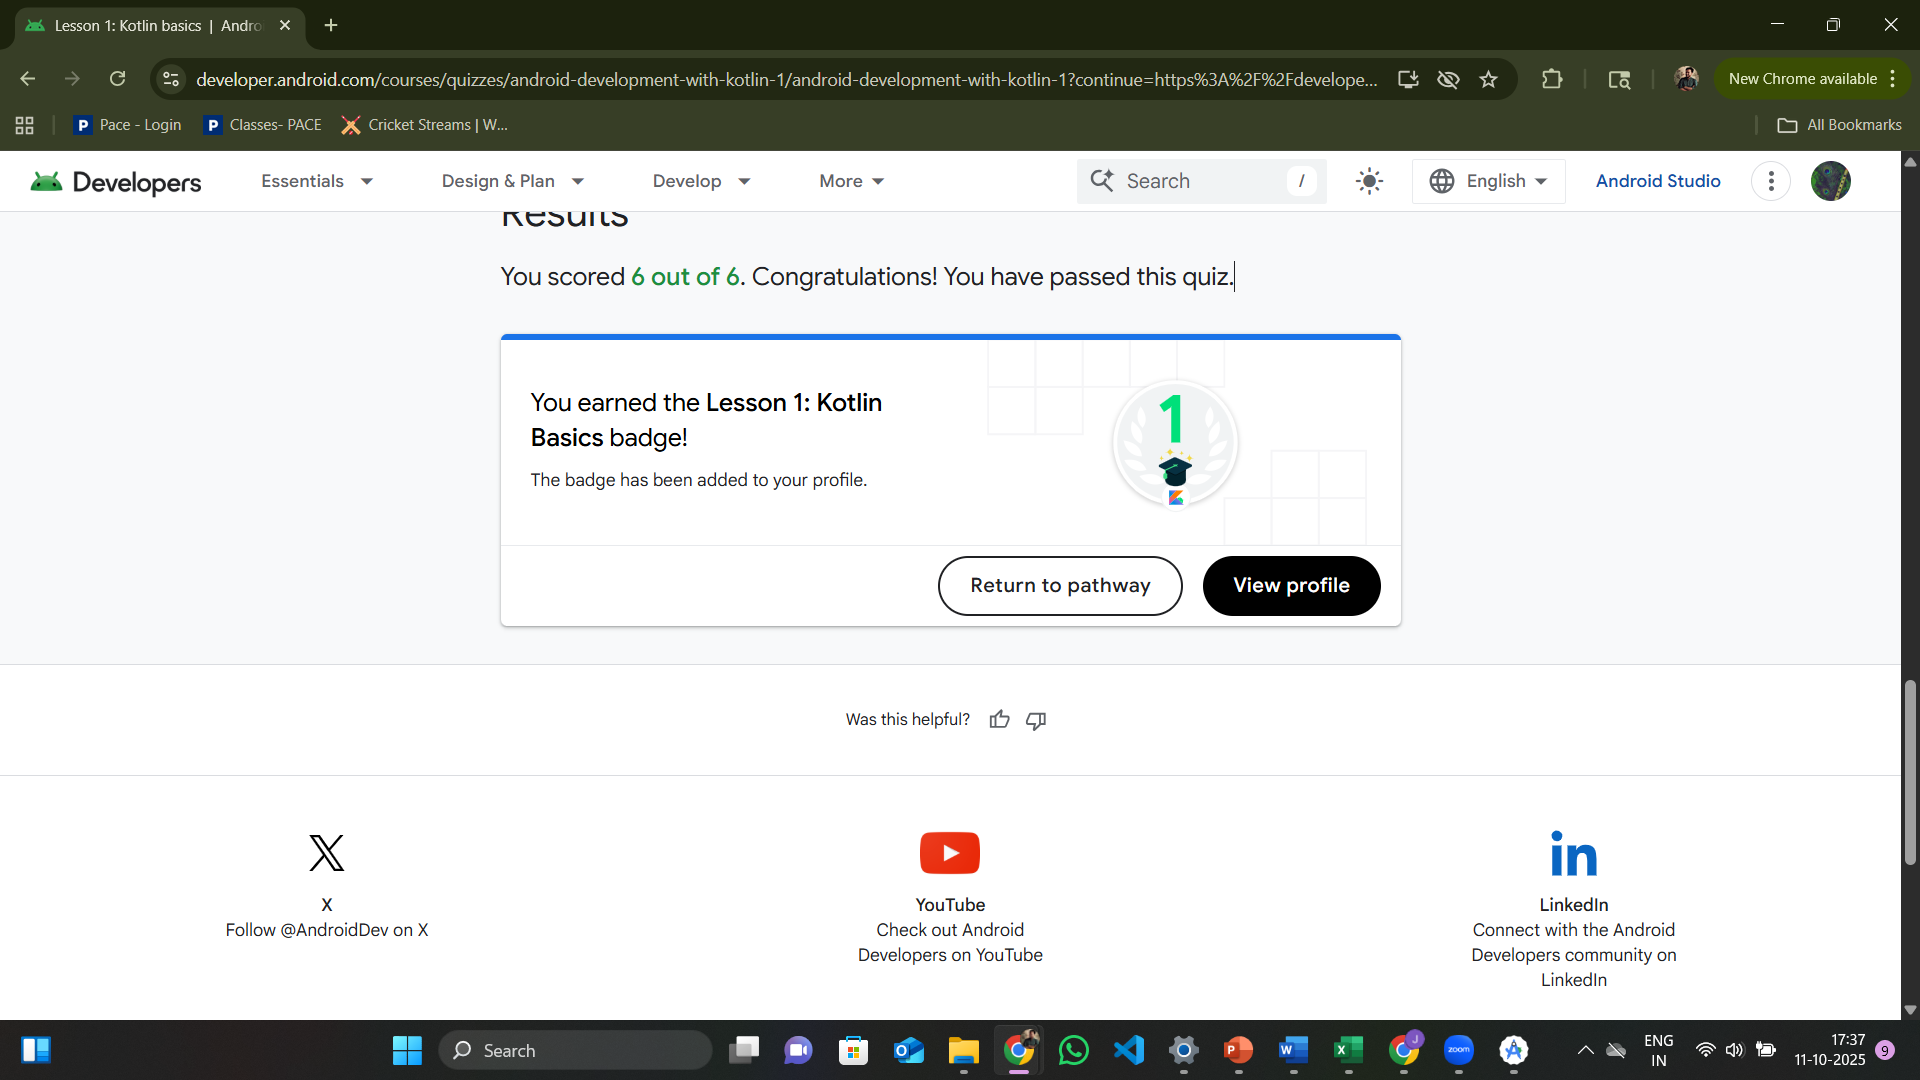 Lesson 1: Kotlin basics | Andro
developer.android.com/courses/quizzes/android-development-with-kotlin-1/android-development-with-kotlin-1?continue=https%3A%2F%2Fdevelope...
New Chrome available
Pace - Login
Classes- PACE
Cricket Streams | W...
All Bookmarks
Developers
Essentials
Design & Plan
Develop
More
Search
/
English
Android Studio
Results
You scored 6 out of 6. Congratulations! You have passed this quiz.
You earned the Lesson 1: Kotlin
Basics badge!
The badge has been added to your profile.
1
Return to pathway
View profile
Was this helpful?
X
Follow @AndroidDev on X
YouTube
Check out Android
Developers on YouTube
in
LinkedIn
Connect with the Android
Developers community on
LinkedIn
Search
zoom
ENG
IN
17:37
11-10-2025
9